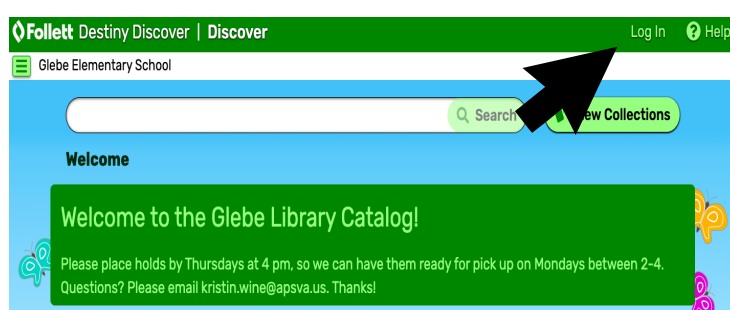 Follett Destiny Discover | Discover Log In ? Help
Glebe Elementary School
Search ew Collections
Welcome
Welcome to the Glebe Library Catalog!
Please place holds by Thursdays at 4 pm, so we can have them ready for pick up on Mondays between 2-4.
Questions? Please email kristin.wine@apsva.us. Thanks!